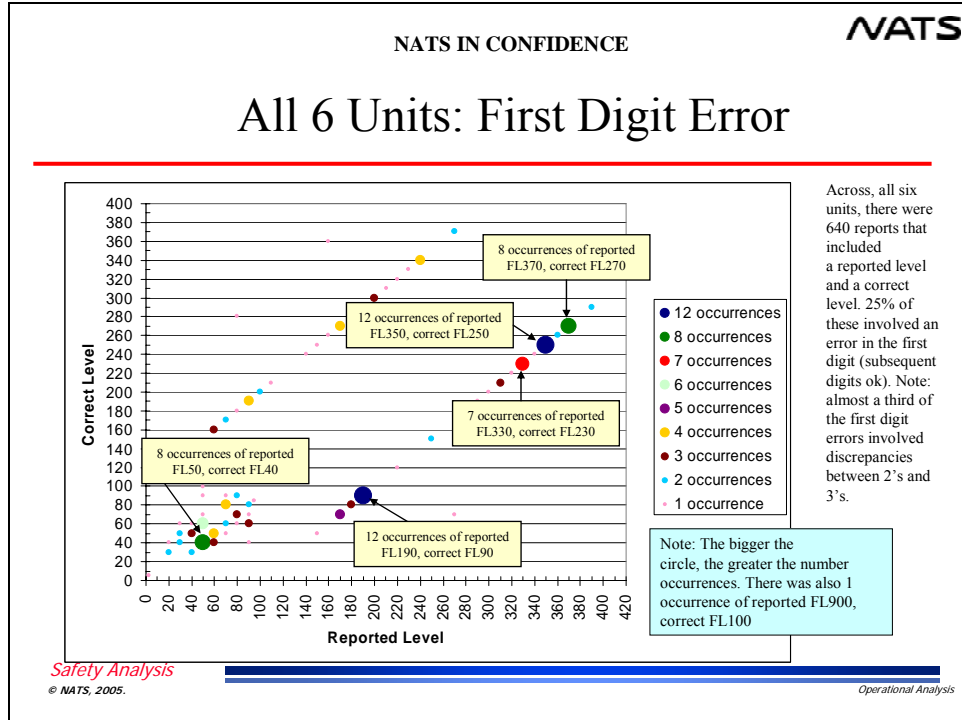 NATS IN CONFIDENCE
NATS
All 6 Units: First Digit Error
400
380
360
340
320
300
280
260
240
220
200
180
160
140
120
100
80
60
40
20
0
Correct Level
0
20
40
60
80
100
120
140
160
180
200
220
240
260
280
300
320
340
360
380
400
420
Reported Level
8 occurrences of reported
FL370, correct FL270
12 occurrences of reported
FL350, correct FL250
7 occurrences of reported
FL330, correct FL230
8 occurrences of reported
FL50, correct FL40
12 occurrences of reported
FL190, correct FL90
12 occurrences
8 occurrences
7 occurrences
6 occurrences
5 occurrences
4 occurrences
3 occurrences
2 occurrences
1 occurrence
Across, all six
units, there were
640 reports that
included
a reported level
and a correct
level. 25% of
these involved an
error in the first
digit (subsequent
digits ok). Note:
almost a third of
the first digit
errors involved
discrepancies
between 2's and
3's.
Note: The bigger the
circle, the greater the number
occurrences. There was also 1
occurrence of reported FL900,
correct FL100
Safety Analysis
© NATS, 2005.
Operational Analysis